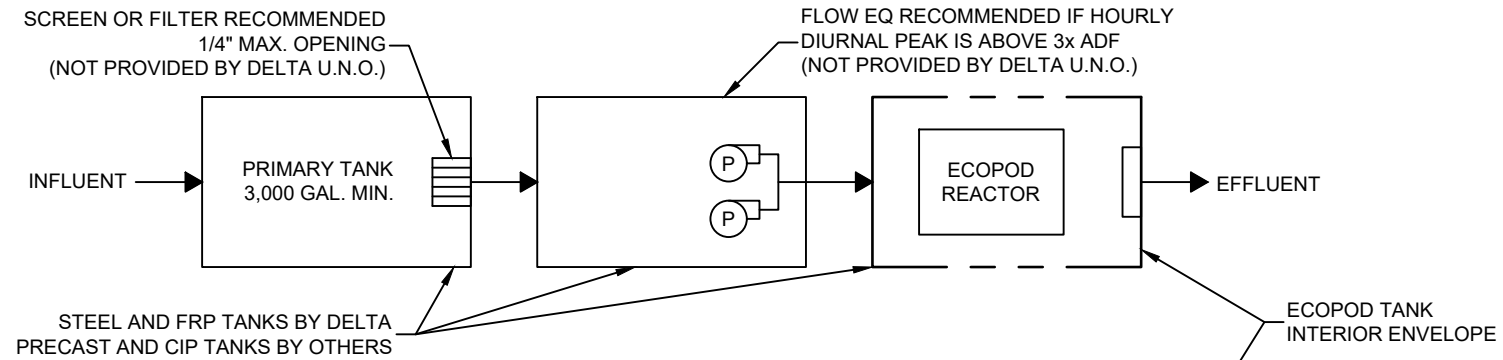 SCREEN OR FILTER RECOMMENDED
1/4" MAX. OPENING
(NOT PROVIDED BY DELTA U.N.O.)
FLOW EQ RECOMMENDED IF HOURLY
DIURNAL PEAK IS ABOVE 3x ADF
(NOT PROVIDED BY DELTA U.N.O.)
INFLUENT
PRIMARY TANK
3,000 GAL. MIN.
P
P
ECOPOD
REACTOR
EFFLUENT
STEEL AND FRP TANKS BY DELTA
PRECAST AND CIP TANKS BY OTHERS
ECOPOD TANK
INTERIOR ENVELOPE